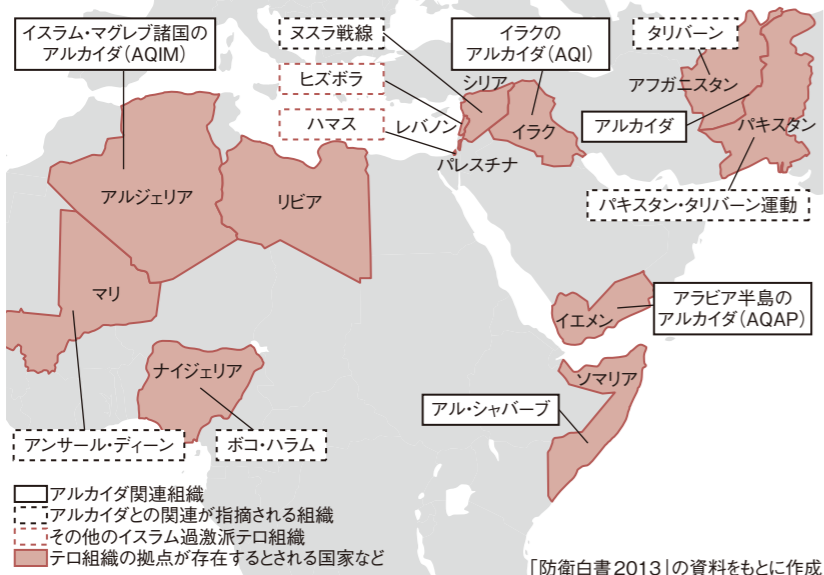 イスラム・マグレブ諸国の
アルカイダ（AQIM）
ヌスラ戦線
イラクの
アルカイダ（AQI）
タリバーン
ヒズボラ
シリア
アフガニスタン
ハマス
レバノン
イラク
アルカイダ
パキスタン
パレスチナ
アルジェリア
リビア
パキスタン・タリバーン運動
マリ
イエメン
アラビア半島の
アルカイダ（AQAP）
ナイジェリア
ソマリア
アル・シャバーブ
アンサール・ディーン
ボコ・ハラム
アルカイダ関連組織
アルカイダとの関連が指摘される組織
その他のイスラム過激派テロ組織
テロ組織の拠点が存在するとされる国家など
「防衛白書2013」の資料をもとに作成